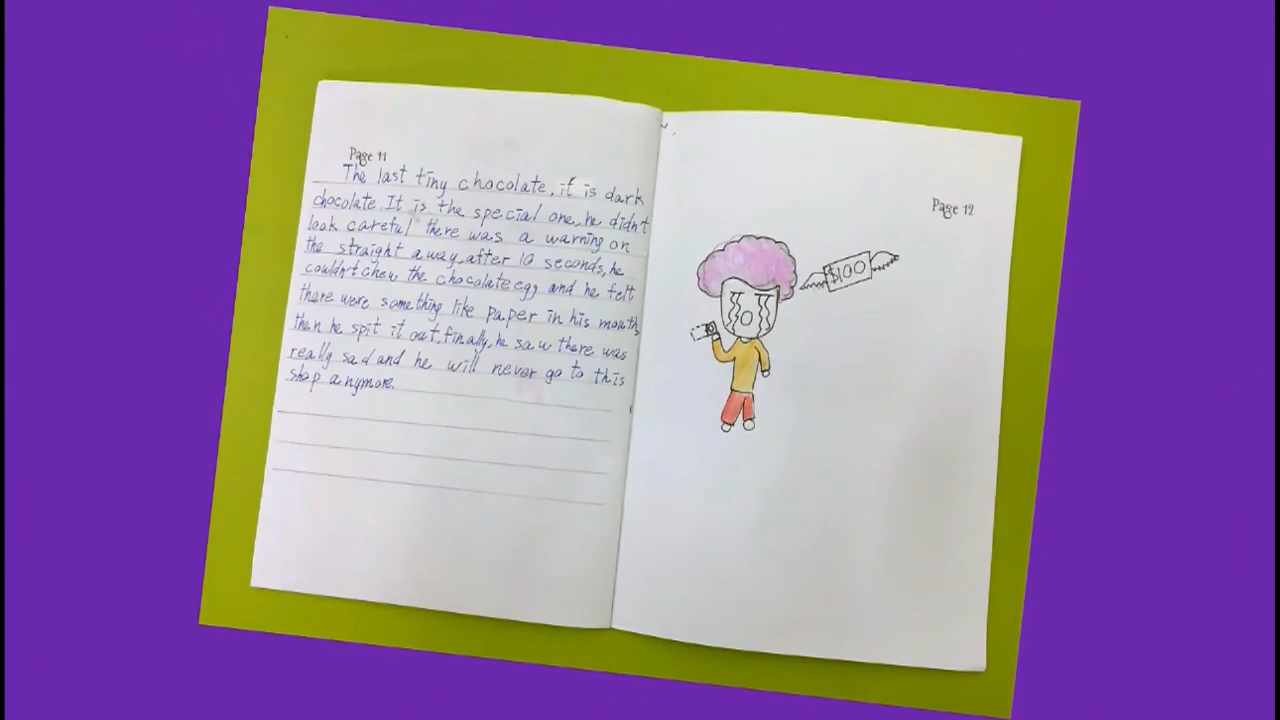 Page 11
The last tiny chocolate, it is dark
chocolate. It is the special one, he didn't
look careful there was a warning on
the straight away. after 10 seconds, he
couldn't chew the chocolate egg and he felt
there were something like paper in his mouth,
then he spit it out. finally, he saw there was
really sad and he will never go to this
shop anymore.
Page 12
$100